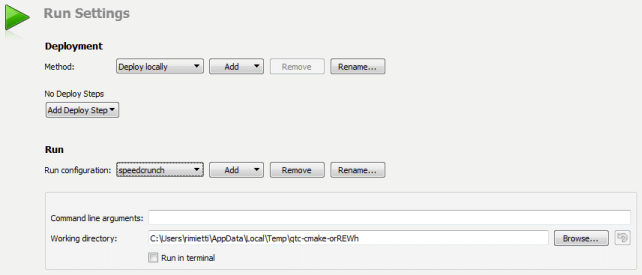 Run Settings
Deployment
Method: Deploy locally Add Remove Rename...
No Deploy Steps
Add Deploy Step
Run
Run configuration: speedcrunch Add Remove Rename...
Command line arguments:
Working directory: C:\Users\rimietti\AppData\Local\Temp\qtc-cmake-orREWh Browse...
Run in terminal